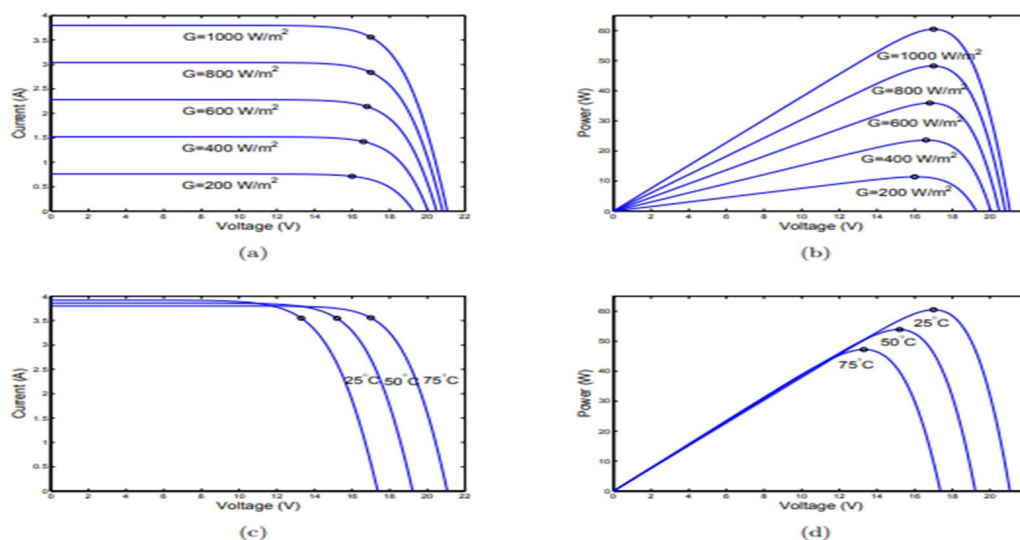 4
3.5
3
2.5
2
1.5
1
0.5
0
Current (A)
G=1000 W/m²
G=800 W/m²
G=600 W/m²
G=400 W/m²
G=200 W/m²
0 2 4 6 8 10 12 14 16 18 20 22
Voltage (V)
(a)
60
50
40
30
20
10
0
Power (W)
G=1000 W/m²
G=800 W/m²
G=600 W/m²
G=400 W/m²
G=200 W/m²
0 2 4 6 8 10 12 14 16 18 20
Voltage (V)
(b)
4
3.5
3
2.5
2
1.5
1
0.5
0
Current (A)
25°C 50°C 75°C
0 2 4 6 8 10 12 14 16 18 20 22
Voltage (V)
(c)
60
50
40
30
20
10
0
Power (W)
25°C
50°C
75°C
0 2 4 6 8 10 12 14 16 18 20
Voltage (V)
(d)